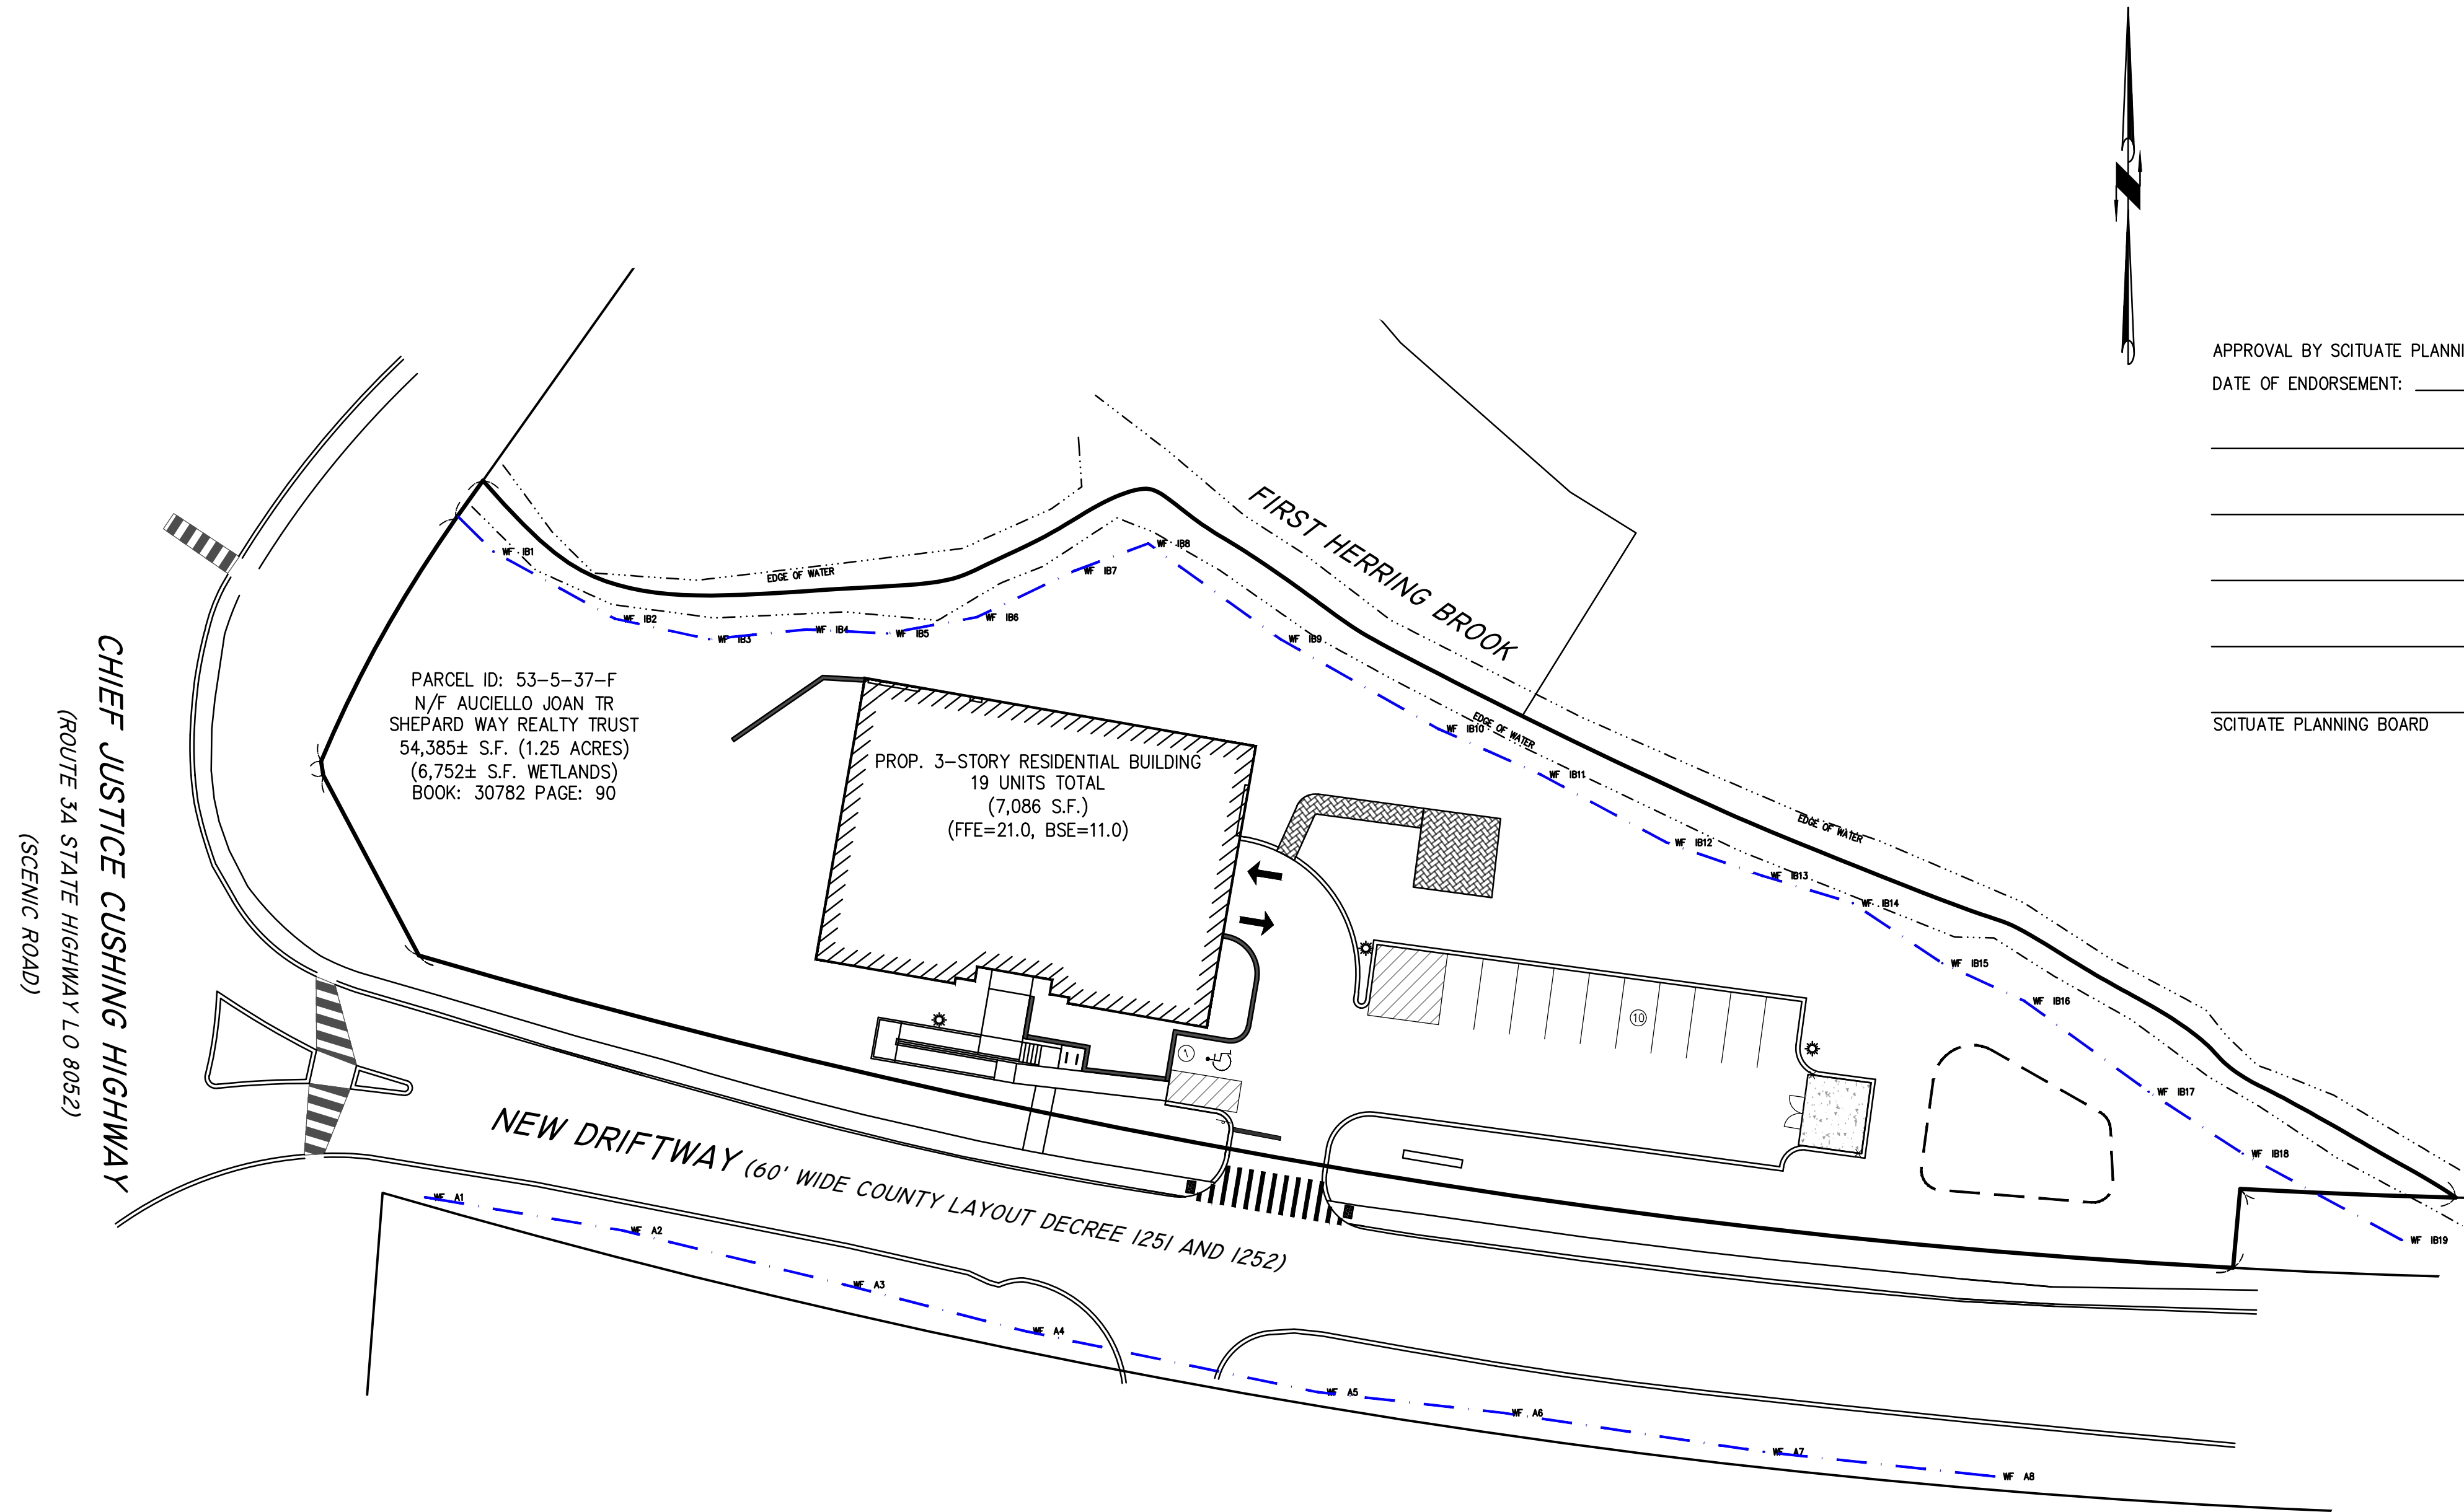 APPROVAL BY SCITUATE PLANNI
DATE OF ENDORSEMENT:
SCITUATE PLANNING BOARD
FIRST HERRING BROOK
EDGE OF WATER
EDGE OF WATER
EDGE OF WATER
WF IB1
WF IB2
WF IB3
WF IB4
WF IB5
WF IB6
WF IB7
WF IB8
WF IB9
WF IB10
WF IB11
WF IB12
WF IB13
WF IB14
WF IB15
WF IB16
WF IB17
WF IB18
WF IB19
PARCEL ID: 53-5-37-F
N/F AUCIELLO JOAN TR
SHEPARD WAY REALTY TRUST
54,385± S.F. (1.25 ACRES)
(6,752± S.F. WETLANDS)
BOOK: 30782 PAGE: 90
PROP. 3-STORY RESIDENTIAL BUILDING
19 UNITS TOTAL
(7,086 S.F.)
(FFE=21.0, BSE=11.0)
10
1
CHIEF JUSTICE CUSHING HIGHWAY
(ROUTE 3A STATE HIGHWAY LO 8052)
(SCENIC ROAD)
NEW DRIFTWAY (60' WIDE COUNTY LAYOUT DECREE 1251 AND 1252)
WF A1
WF A2
WF A3
WF A4
WF A5
WF A6
WF A7
WF A8